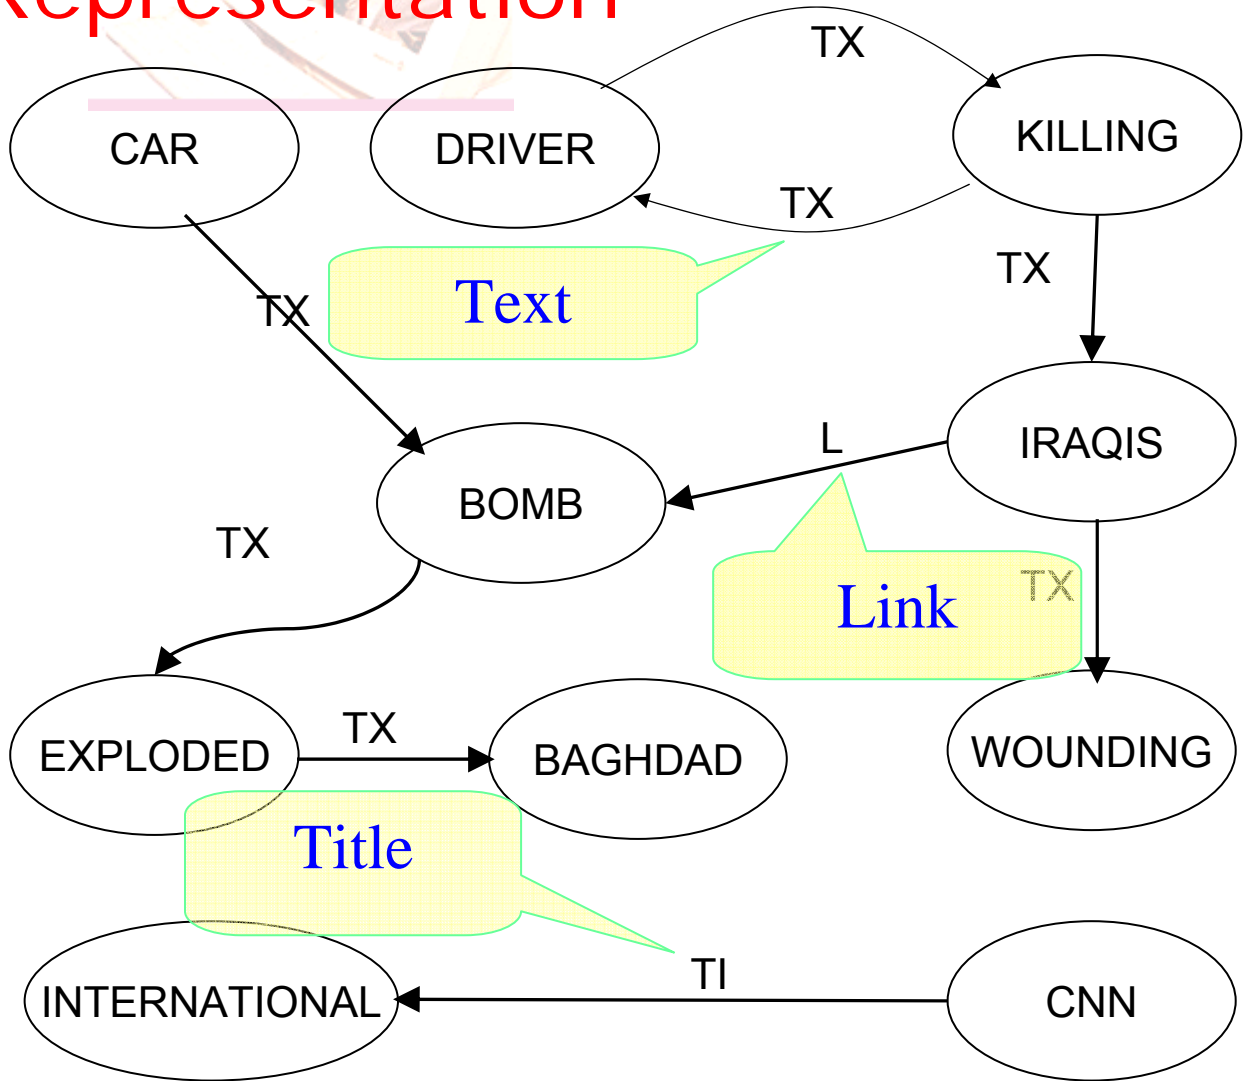 Representation
TX
CAR
DRIVER
KILLING
TX
TX
TX
Text
L
IRAQIS
BOMB
TX
TX
Link
TX
EXPLODED
BAGHDAD
WOUNDING
Title
TI
INTERNATIONAL
CNN